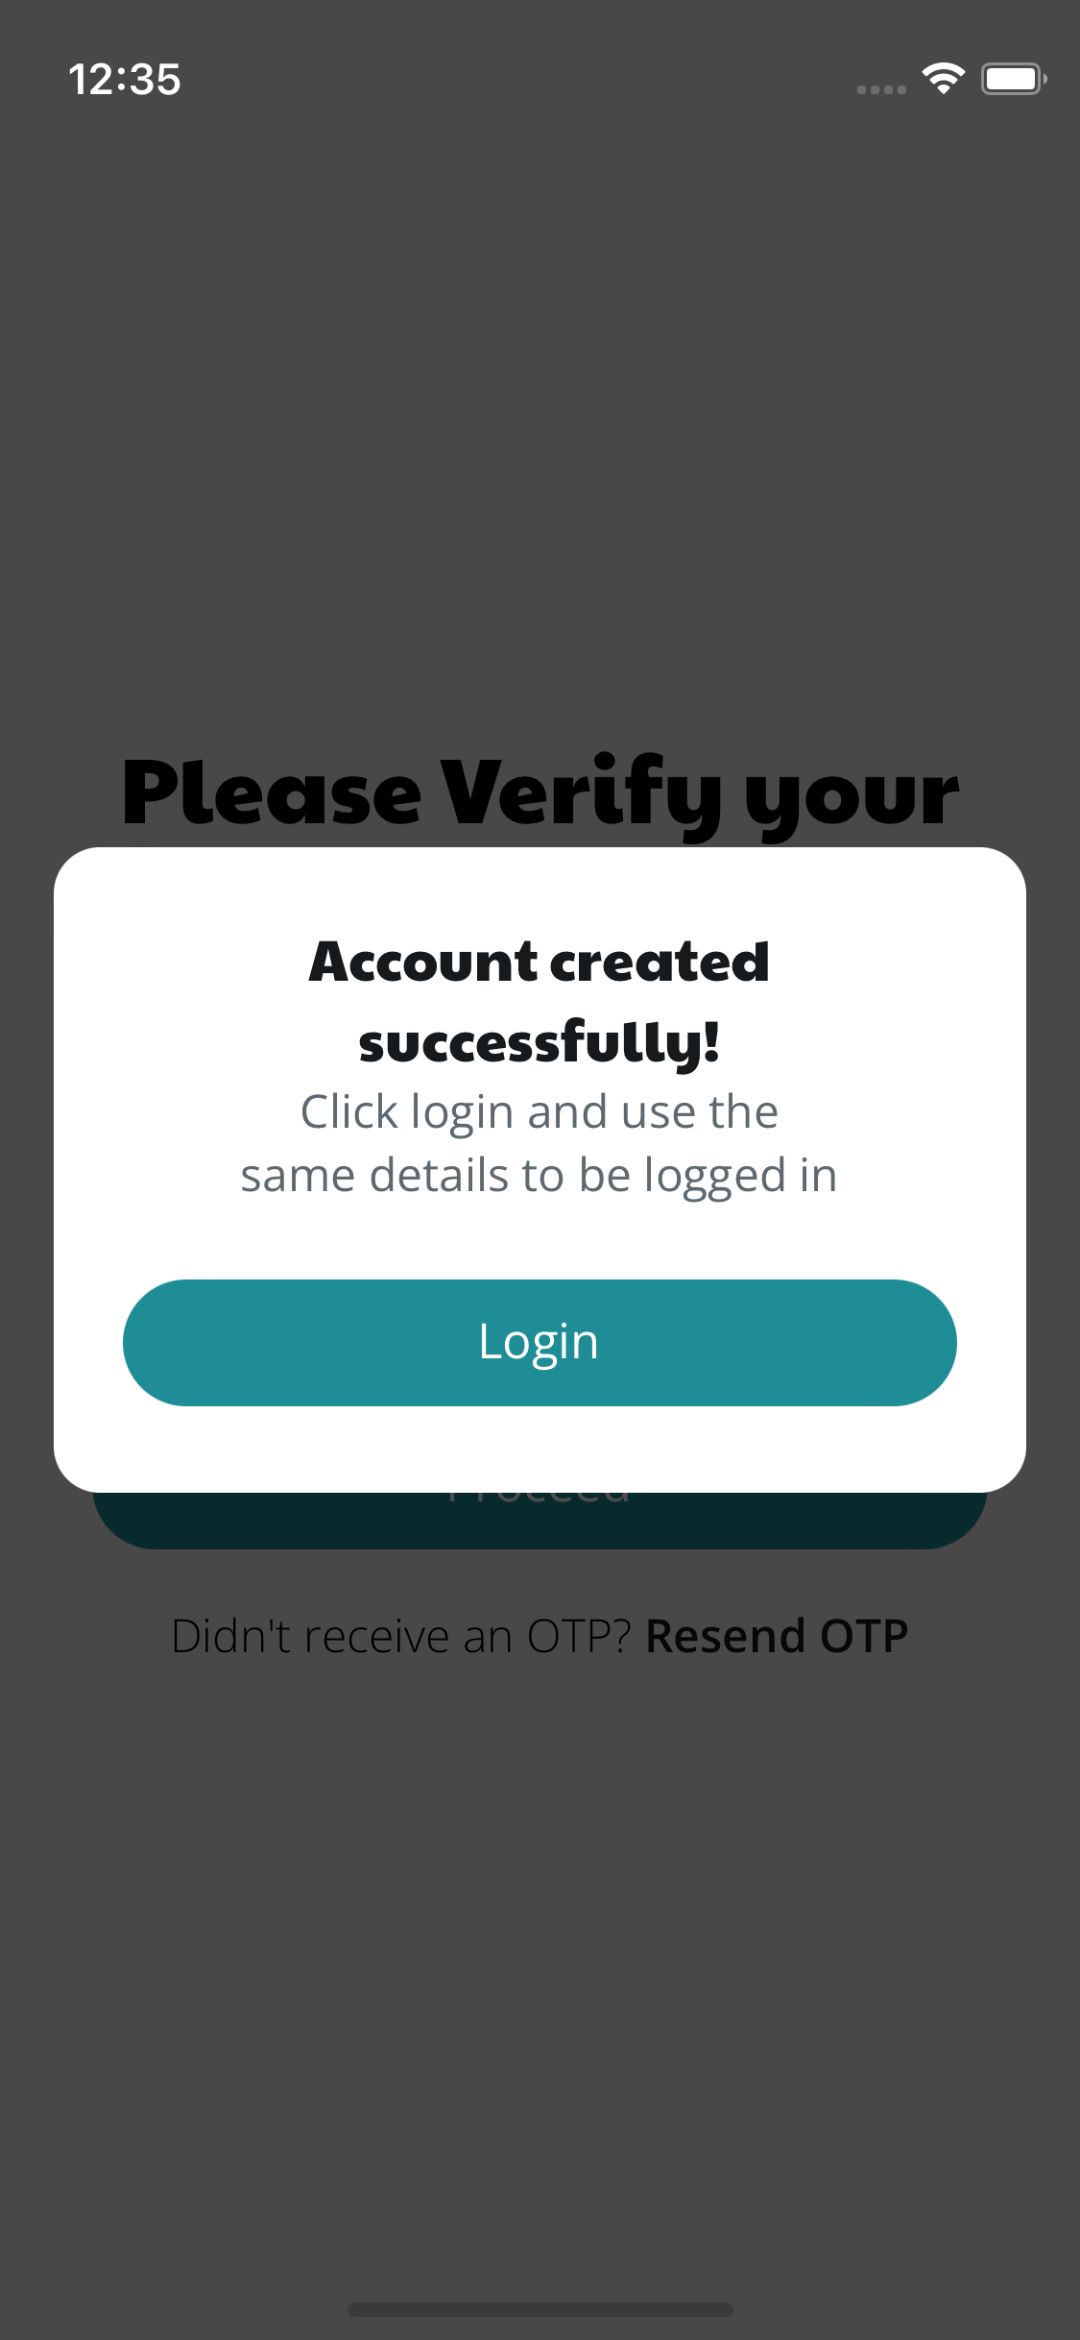 12:35
Please Verify your
Account created
successfully!
Click login and use the
same details to be logged in
Login
Proceed
Didn't receive an OTP? Resend OTP